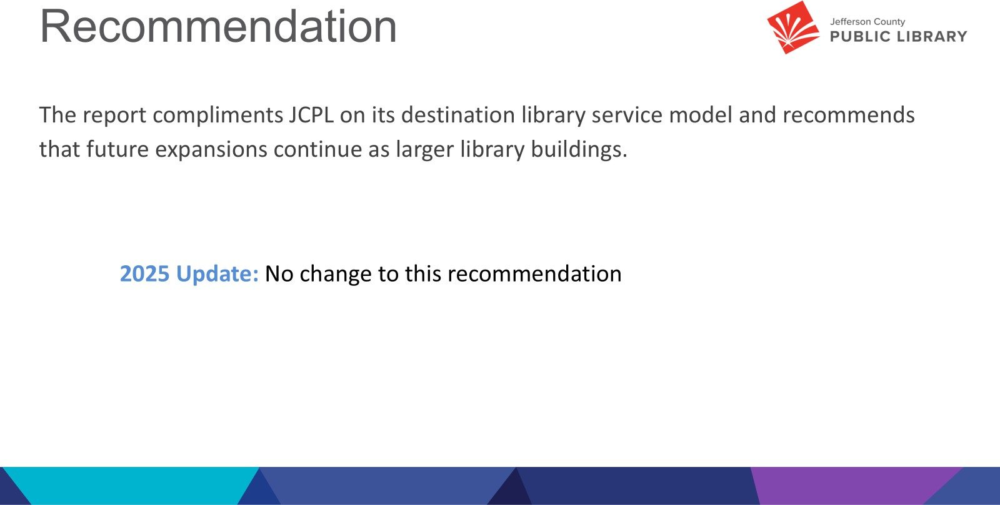 Recommendation
Jefferson County
PUBLIC LIBRARY
The report compliments JCPL on its destination library service model and recommends
that future expansions continue as larger library buildings.
2025 Update: No change to this recommendation